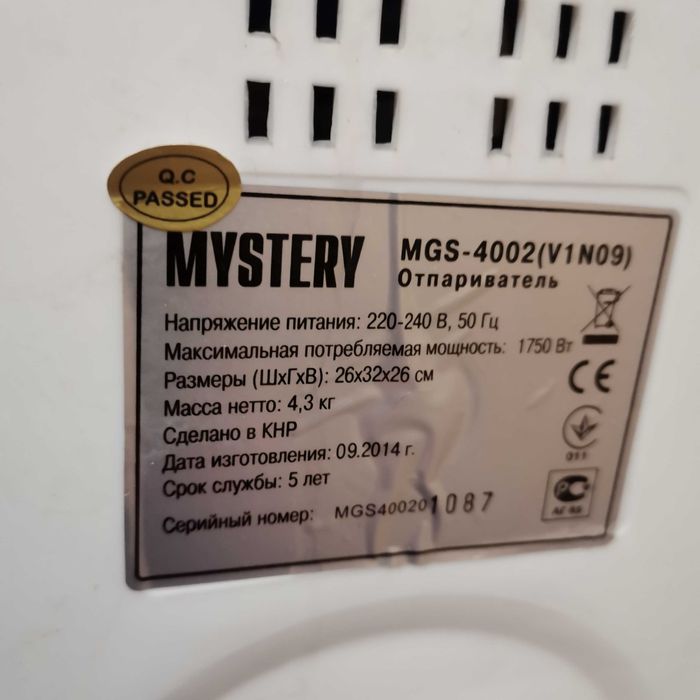 Q.C
PASSED
MYSTERY
MGS-4002(V1N09)
Отпариватель
Напряжение питания: 220-240 В, 50 Гц
Максимальная потребляемая мощность: 1750 Вт
Размеры (ШхГхВ): 26х32х26 см
Масса нетто: 4,3 кг
Сделано в КНР
Дата изготовления: 09.2014 г.
Срок службы: 5 лет
Серийный номер: MGS400201087
CE
011